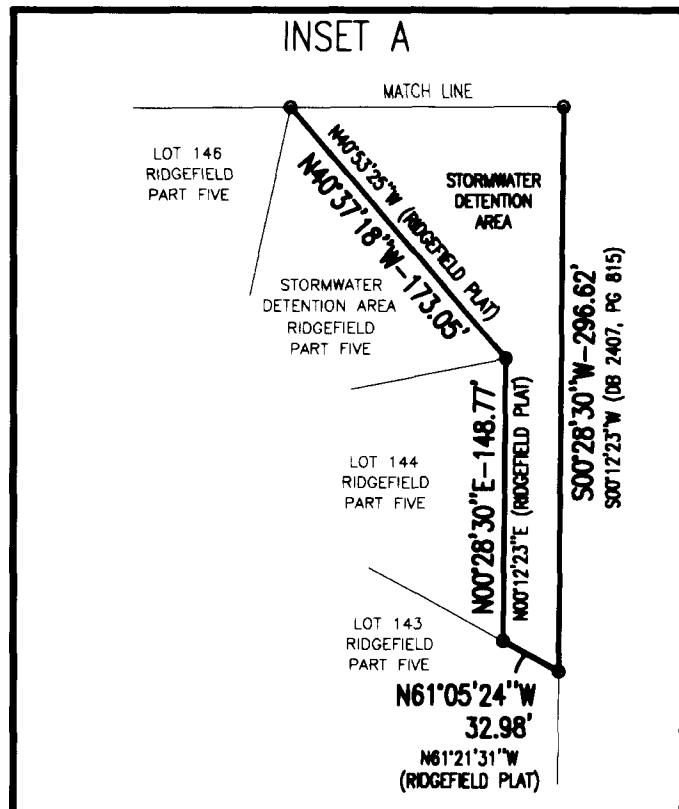 INSET A
MATCH LINE
LOT 146
RIDGEFIELD
PART FIVE
N40°53'25"W (RIDGEFIELD PLAT)
N40°37'18"W-173.05'
STORMWATER
DETENTION
AREA
STORMWATER
DETENTION AREA
RIDGEFIELD
PART FIVE
S00°28'30"W-296.62'
S00°12'23"W (DB 2407, PG 815)
LOT 144
RIDGEFIELD
PART FIVE
N00°28'30"E-148.77'
N00°12'23"E (RIDGEFIELD PLAT)
LOT 143
RIDGEFIELD
PART FIVE
N61°05'24"W
32.98'
N61°21'31"W
(RIDGEFIELD PLAT)